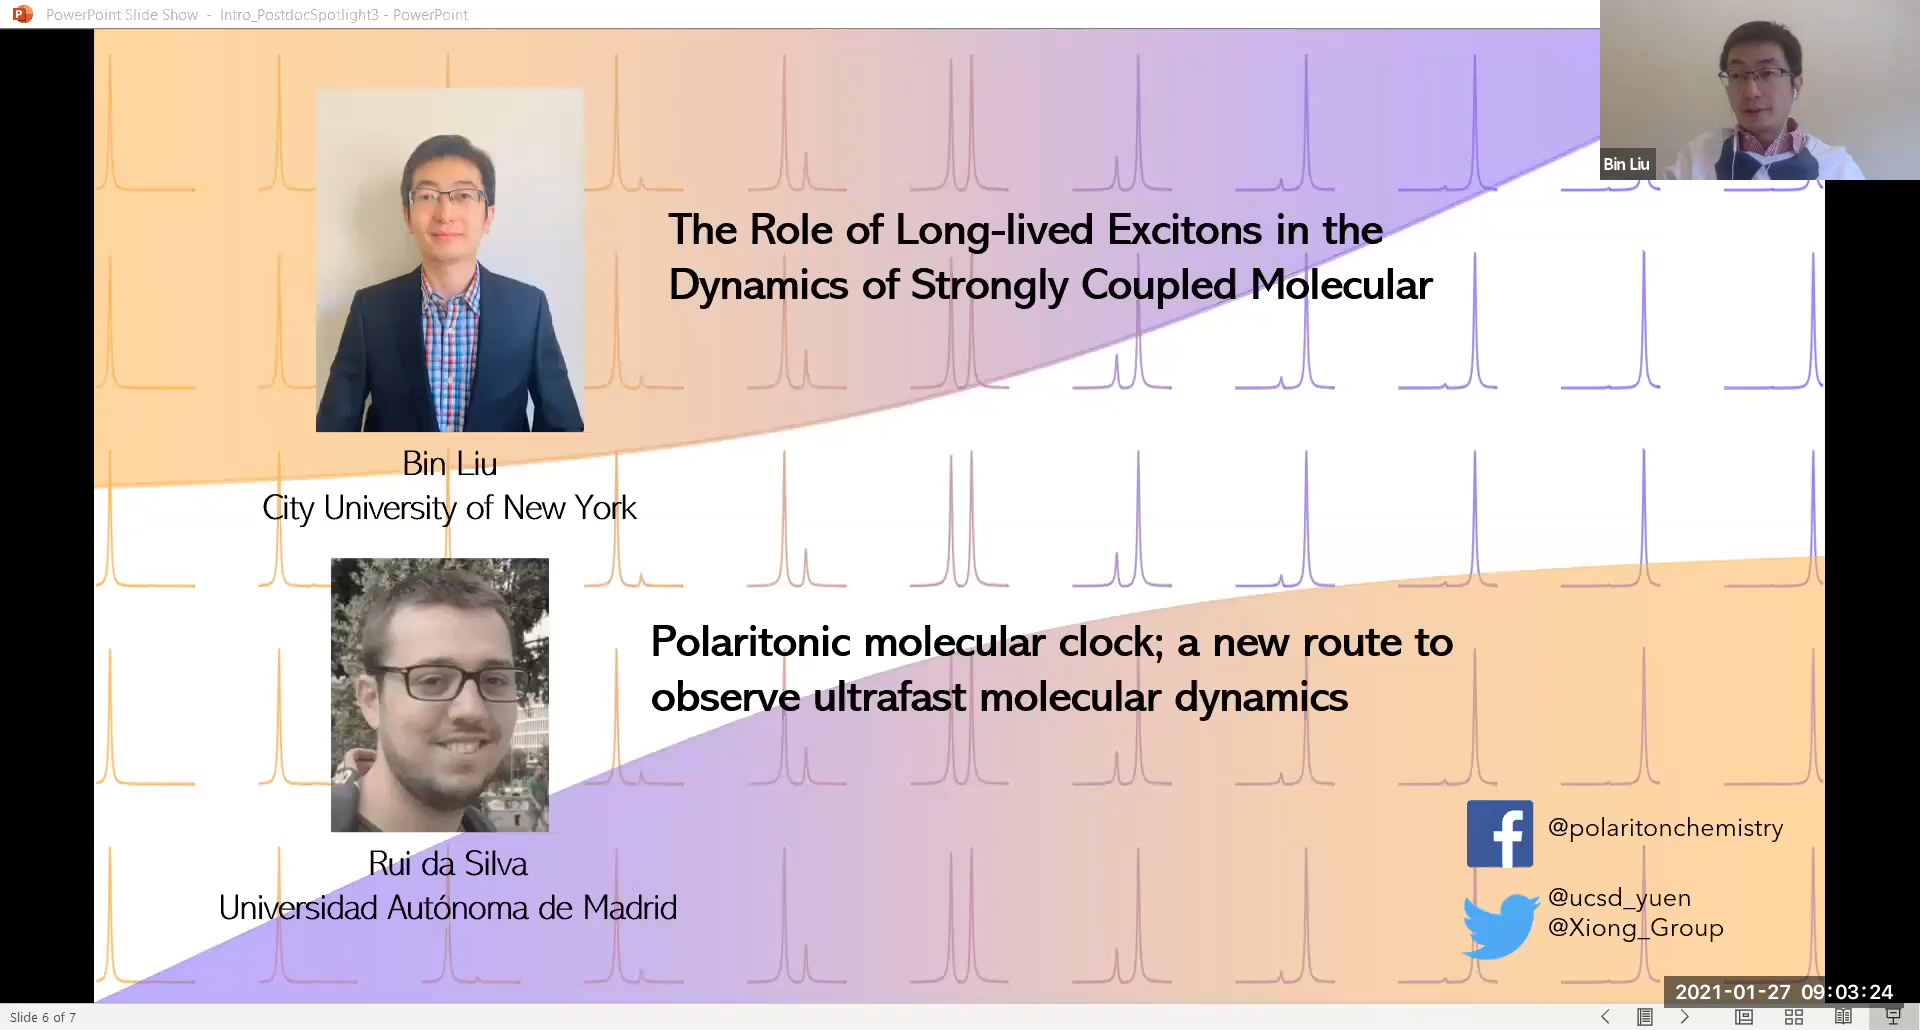 PowerPoint Slide Show - Intro_PostdocSpotlight3 - PowerPoint
Bin Liu
The Role of Long-lived Excitons in the
Dynamics of Strongly Coupled Molecular
Bin Liu
City University of New York
Polaritonic molecular clock; a new route to
observe ultrafast molecular dynamics
Rui da Silva
Universidad Autónoma de Madrid
@polaritonchemistry
@ucsd_yuen
@Xiong_Group
2021-01-27 09:03:24
Slide 6 of 7